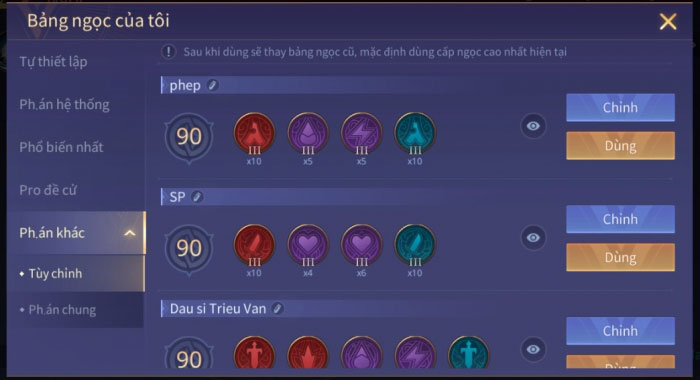 Bảng ngọc của tôi
Sau khi dùng sẽ thay bảng ngọc cũ, mặc định dùng cấp ngọc cao nhất hiện tại
Tự thiết lập
Ph.án hệ thống
Phổ biến nhất
Pro đề cử
Ph.án khác
Tùy chỉnh
Ph.án chung
phep
90
III
x10
III
x5
III
x5
III
x10
Chỉnh
Dùng
SP
90
III
x10
III
x4
III
x6
III
x10
Chỉnh
Dùng
Dau si Trieu Van
90
Chỉnh
Dùng